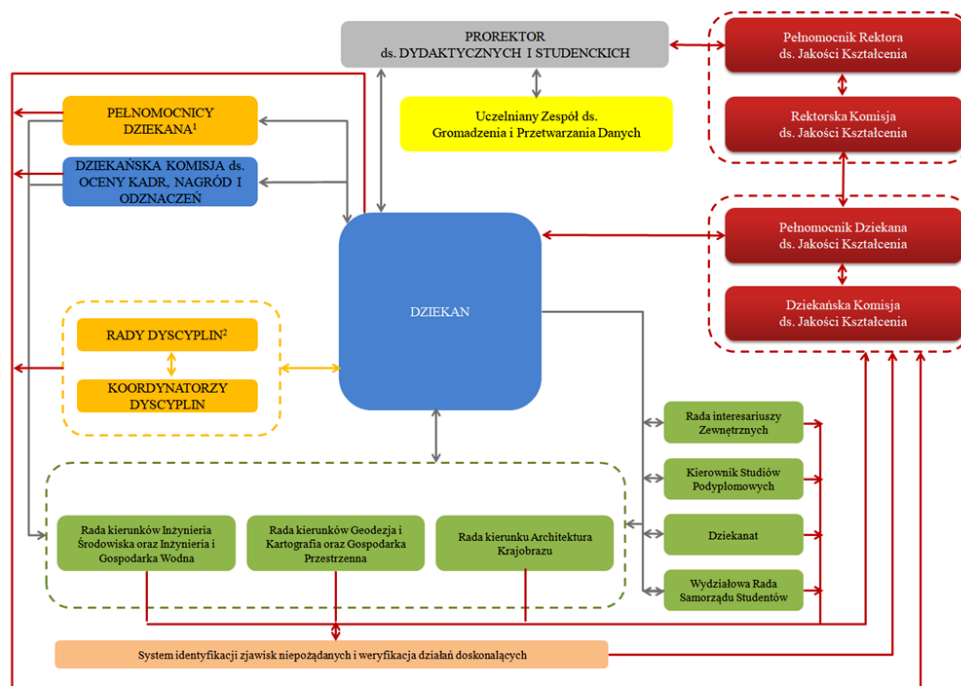 PROREKTOR
ds. DYDAKTYCZNYCH I STUDENCKICH
Pełnomocnik Rektora
ds. Jakości Kształcenia
PEŁNOMOCNICY
DZIEKANA¹
Uczelniany Zespół ds.
Gromadzenia i Przetwarzania Danych
Rektorska Komisja
ds. Jakości Kształcenia
DZIEKAŃSKA KOMISJA ds.
OCENY KADR, NAGRÓD I
ODZNACZEŃ
Pełnomocnik Dziekana
ds. Jakości Kształcenia
DZIEKAN
Dziekańska Komisja
ds. Jakości Kształcenia
RADY DYSCYPLIN²
KOORDYNATORZY
DYSCYPLIN
Rada interesariuszy
Zewnętrznych
Kierownik Studiów
Podyplomowych
Rada kierunków Inżynieria
Środowiska oraz Inżynieria i
Gospodarka Wodna
Rada kierunków Geodezja i
Kartografia oraz Gospodarka
Przestrzenna
Rada kierunku Architektura
Krajobrazu
Dziekanat
Wydziałowa Rada
Samorządu Studentów
System identyfikacji zjawisk niepożądanych i weryfikacja działań doskonalących